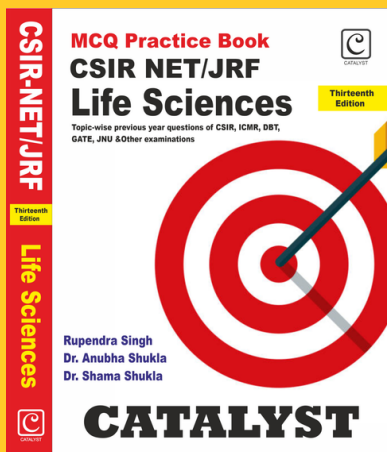 CSIR-NET/JRF
Thirteenth
Edition
Life Sciences
C
CATALYST
MCQ Practice Book
CSIR NET/JRF
Life Sciences
Topic-wise previous year questions of CSIR, ICMR, DBT,
GATE, JNU &Other examinations
C
CATALYST
Thirteenth
Edition
Rupendra Singh
Dr. Anubha Shukla
Dr. Shama Shukla
CATALYST